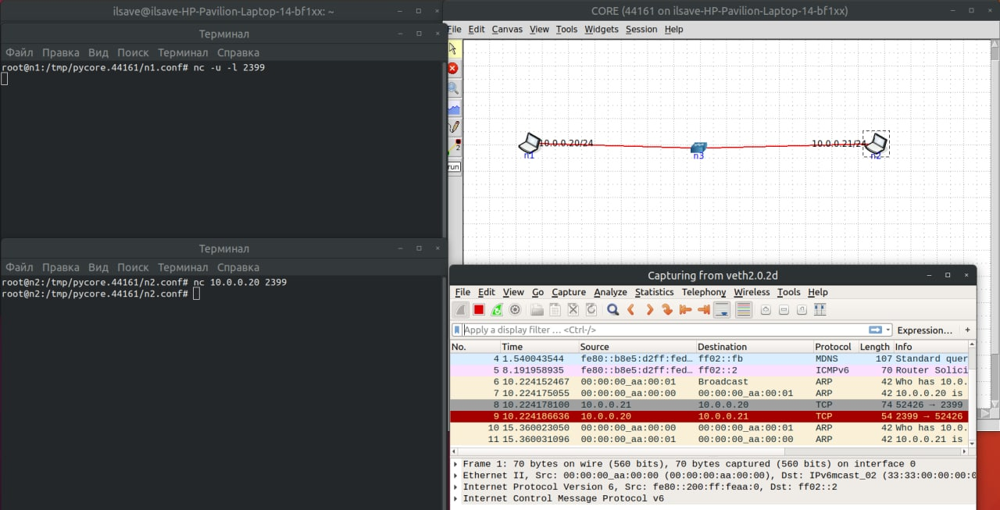 ilsave@ilsave-HP-Pavilion-Laptop-14-bf1xx: ~
Терминал
Файл Правка Вид Поиск Терминал Справка
root@n1:/tmp/pycore.44161/n1.conf# nc -u -l 2399
Терминал
Файл Правка Вид Поиск Терминал Справка
root@n2:/tmp/pycore.44161/n2.conf# nc 10.0.0.20 2399
root@n2:/tmp/pycore.44161/n2.conf#
CORE (44161 on ilsave-HP-Pavilion-Laptop-14-bf1xx)
File Edit Canvas View Tools Widgets Session Help
2
run
10.0.0.20/24
n1
n3
10.0.0.21/24
n2
Capturing from veth2.0.2d
File Edit View Go Capture Analyze Statistics Telephony Wireless Tools Help
Apply a display filter … <Ctrl-/> Expression… +
No. Time Source Destination Protocol Length Info
4 1.540043544 fe80::b8e5:d2ff:fed… ff02::fb MDNS 107 Standard quer
5 8.191958935 fe80::b8e5:d2ff:fed… ff02::2 ICMPv6 70 Router Solici
6 10.224152467 00:00:00_aa:00:01 Broadcast ARP 42 Who has 10.0.
7 10.224175055 00:00:00_aa:00:00 00:00:00_aa:00:01 ARP 42 10.0.0.20 is
8 10.224178100 10.0.0.21 10.0.0.20 TCP 74 52426 → 2399
9 10.224186636 10.0.0.20 10.0.0.21 TCP 54 2399 → 52426
10 15.360023050 00:00:00_aa:00:00 00:00:00_aa:00:01 ARP 42 Who has 10.0.
11 15.360031096 00:00:00_aa:00:01 00:00:00_aa:00:00 ARP 42 10.0.0.21 is
Frame 1: 70 bytes on wire (560 bits), 70 bytes captured (560 bits) on interface 0
Ethernet II, Src: 00:00:00_aa:00:00 (00:00:00:aa:00:00), Dst: IPv6mcast_02 (33:33:00:00:00:0
Internet Protocol Version 6, Src: fe80::200:ff:feaa:0, Dst: ff02::2
Internet Control Message Protocol v6